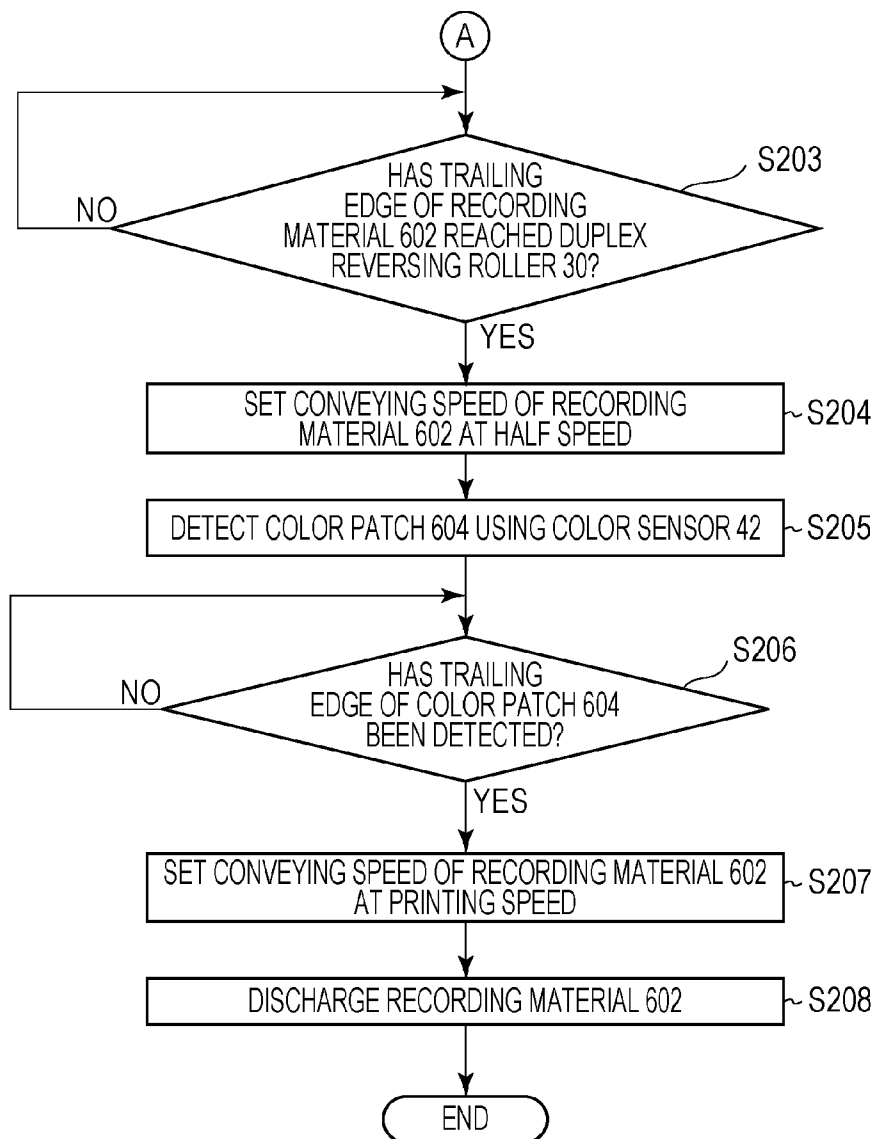 A
HAS TRAILING
EDGE OF RECORDING
MATERIAL 602 REACHED DUPLEX
REVERSING ROLLER 30?
S203
NO
YES
SET CONVEYING SPEED OF RECORDING
MATERIAL 602 AT HALF SPEED
S204
DETECT COLOR PATCH 604 USING COLOR SENSOR 42
S205
HAS TRAILING
EDGE OF COLOR PATCH 604
BEEN DETECTED?
S206
NO
YES
SET CONVEYING SPEED OF RECORDING MATERIAL 602
AT PRINTING SPEED
S207
DISCHARGE RECORDING MATERIAL 602
S208
END